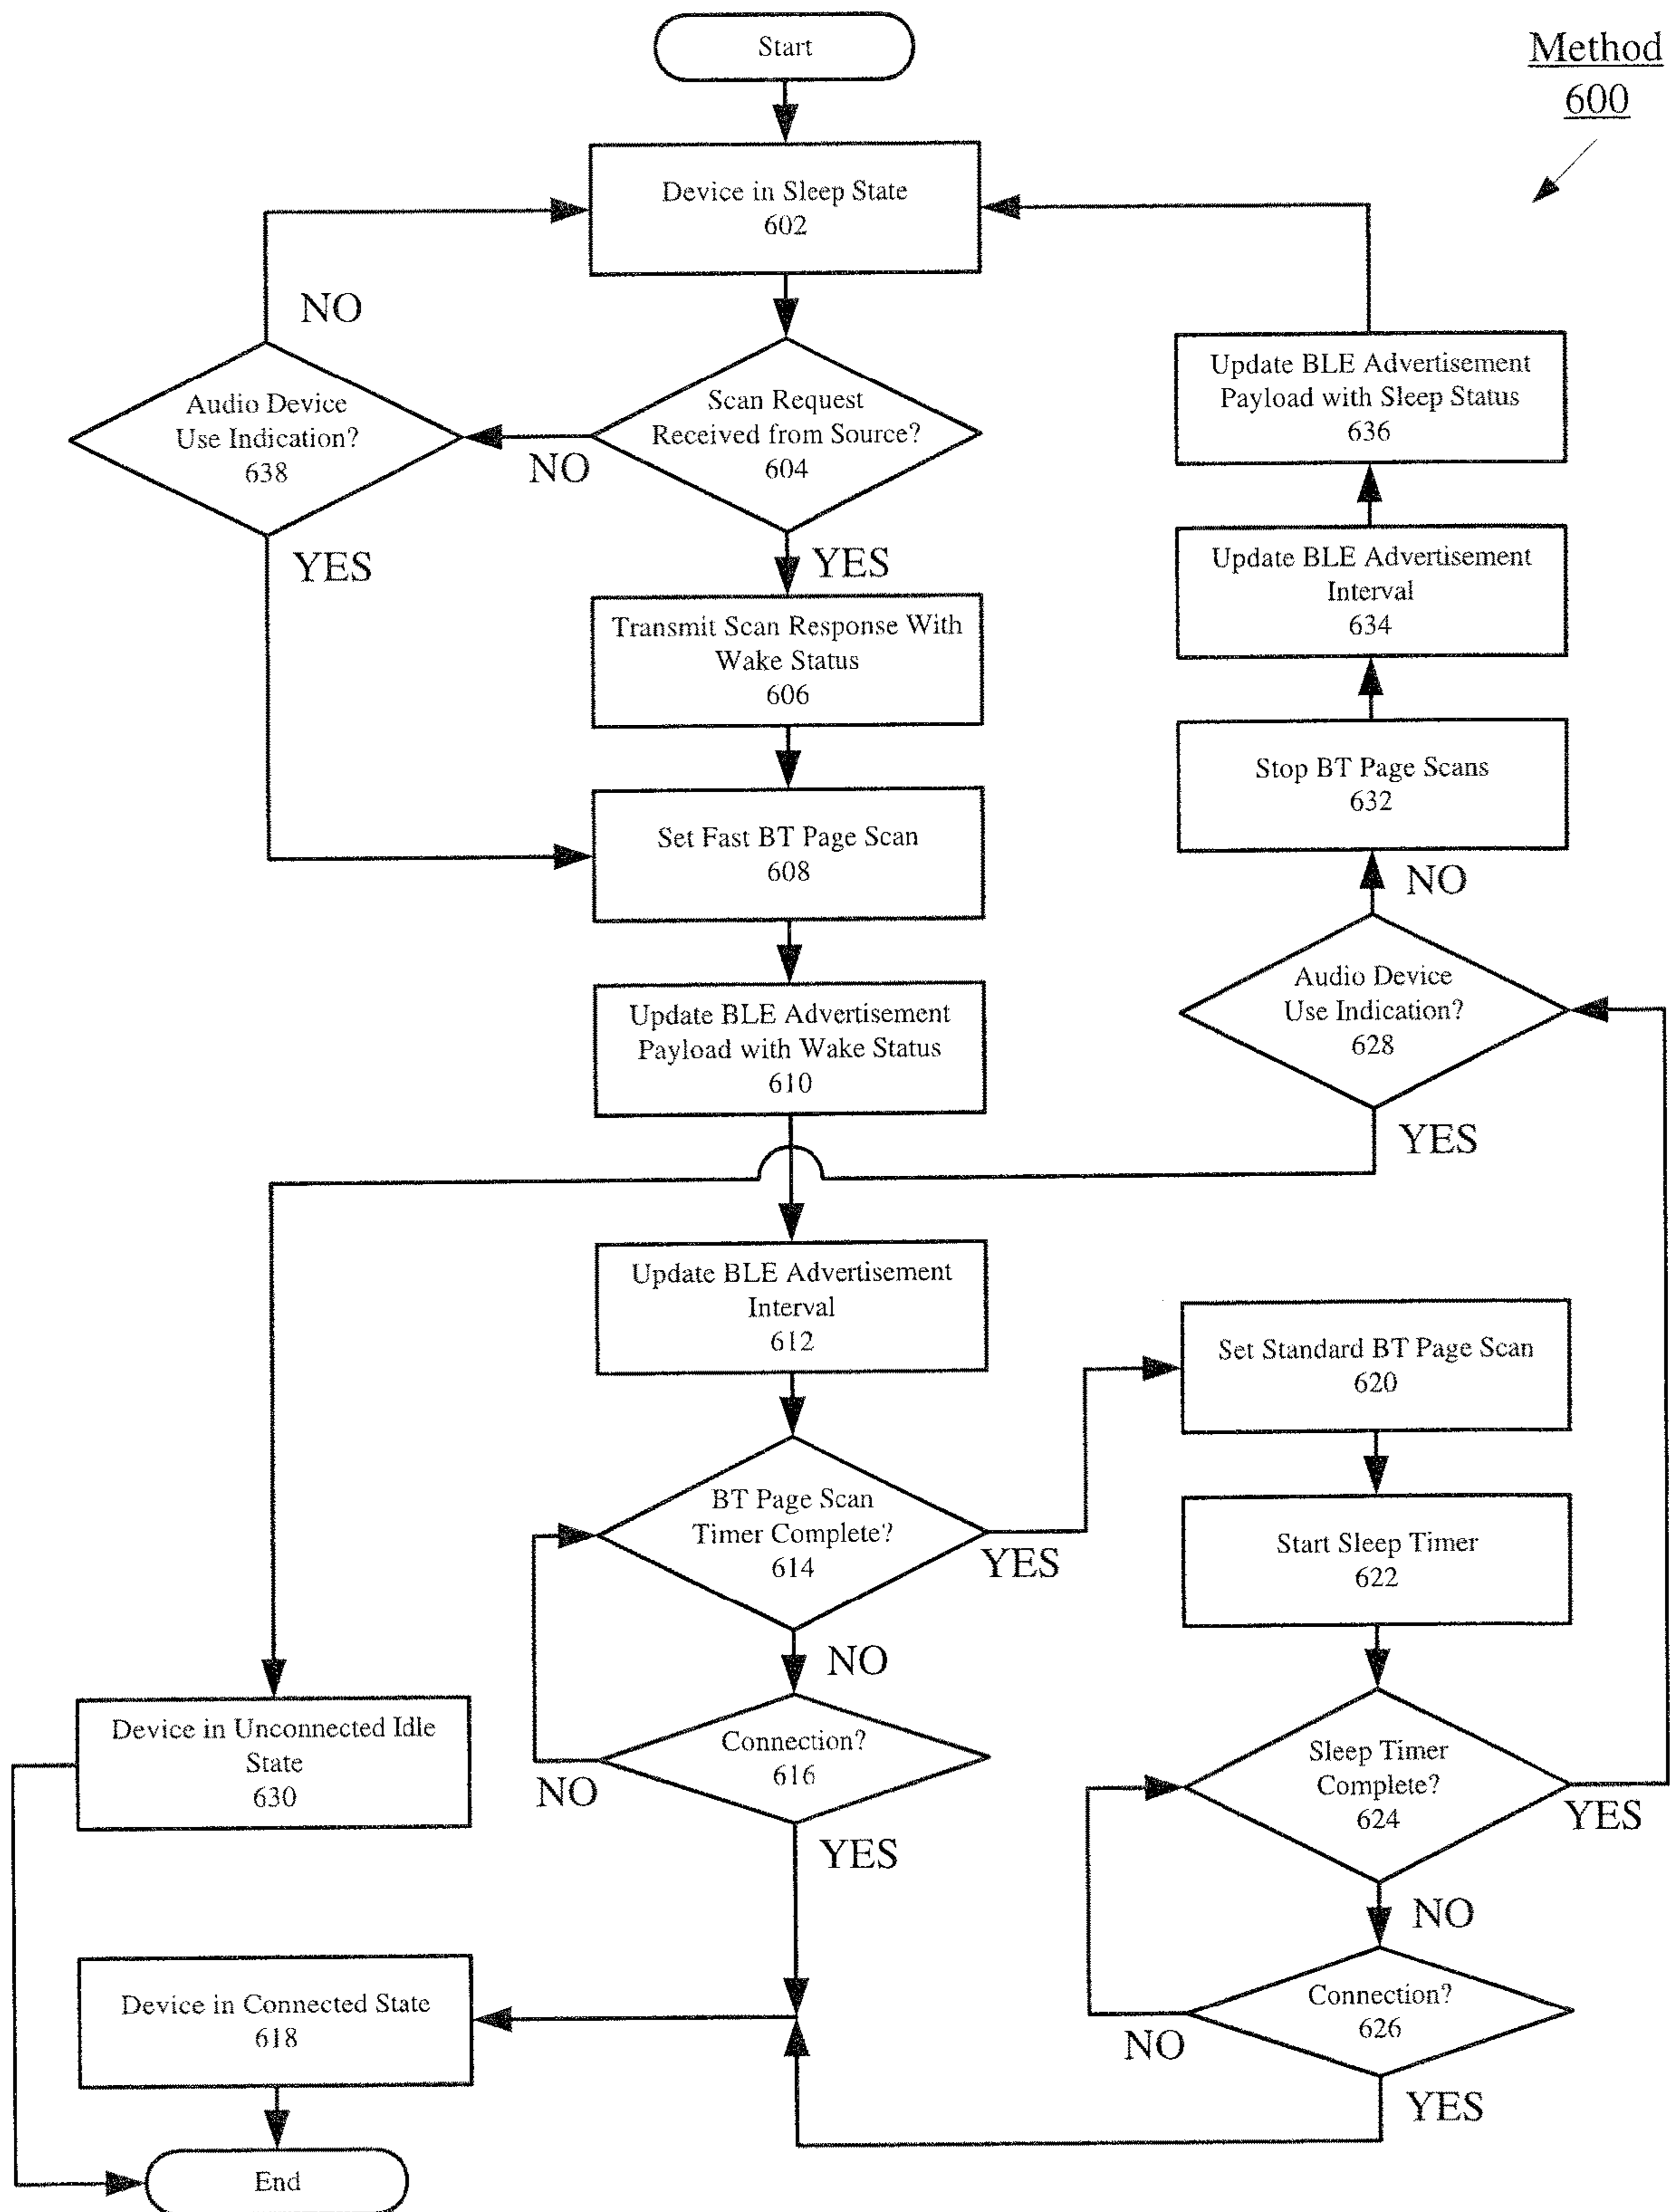 Start
Method
600
Device in Sleep State
602
NO
Audio Device
Use Indication?
638
NO
Scan Request
Received from Source?
604
Update BLE Advertisement
Payload with Sleep Status
636
YES
YES
Transmit Scan Response With
Wake Status
606
Update BLE Advertisement
Interval
634
Stop BT Page Scans
632
Set Fast BT Page Scan
608
NO
Update BLE Advertisement
Payload with Wake Status
610
Audio Device
Use Indication?
628
YES
Update BLE Advertisement
Interval
612
Set Standard BT Page Scan
620
BT Page Scan
Timer Complete?
614
YES
Start Sleep Timer
622
NO
Device in Unconnected Idle
State
630
Connection?
616
NO
YES
Sleep Timer
Complete?
624
YES
NO
Device in Connected State
618
Connection?
626
NO
YES
End